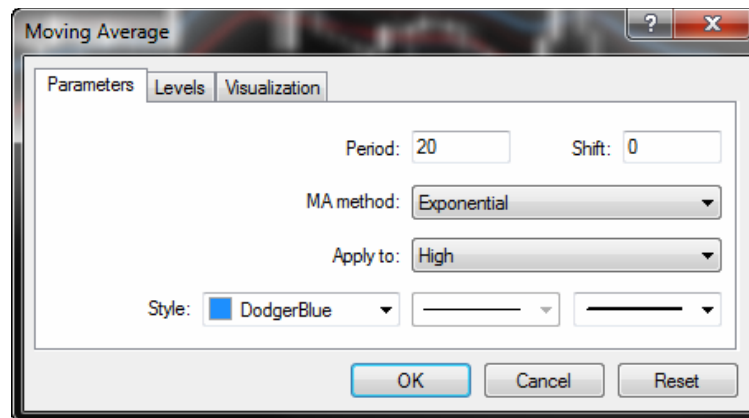 Moving Average
Parameters Levels Visualization
Period: 20 Shift: 0
MA method: Exponential
Apply to: High
Style: DodgerBlue
OK Cancel Reset